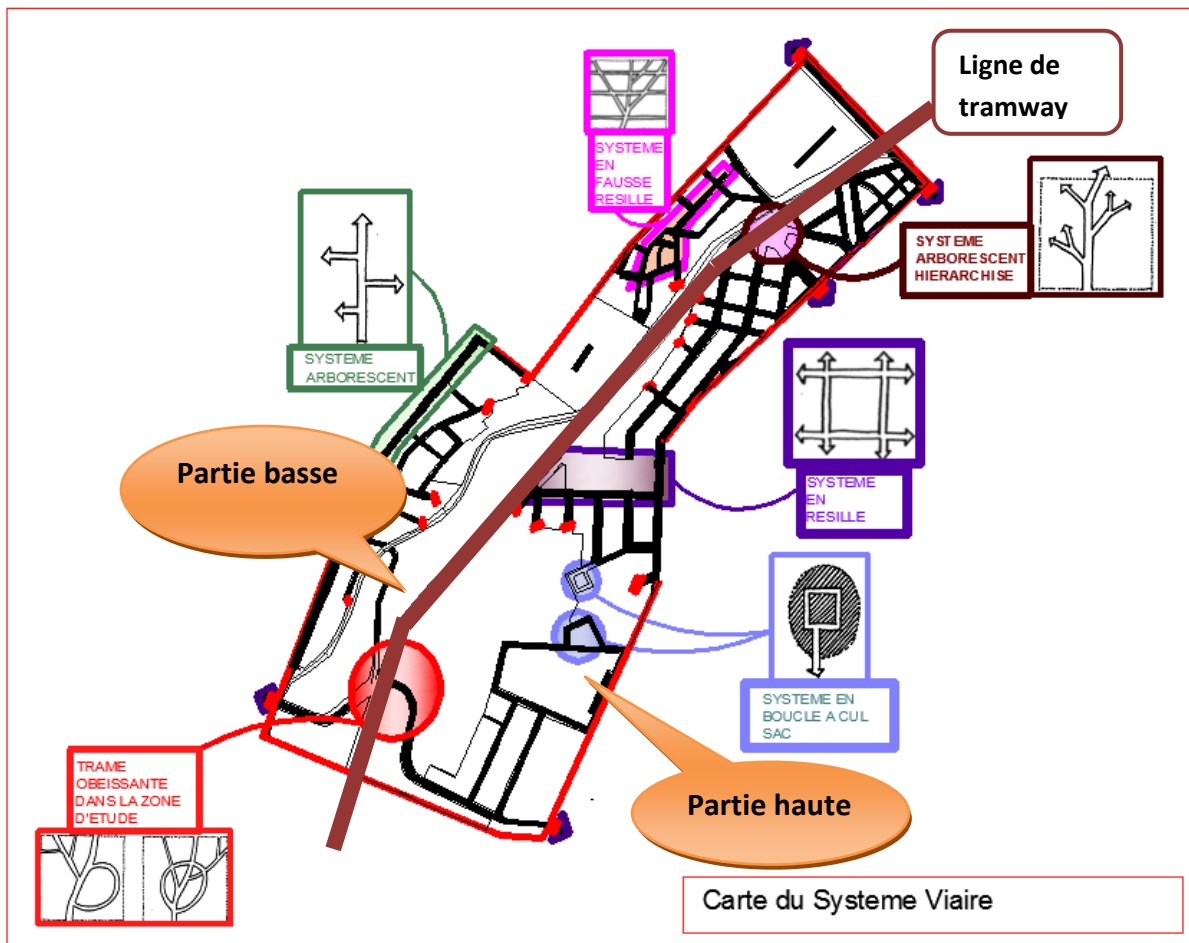 Ligne de
tramway
SYSTEME
EN
FAUSSE
RESILLE
SYSTEME
ARBORESCENT
HIERARCHISE
SYSTEME
ARBORESCENT
Partie basse
SYSTEME
EN
RESILLE
SYSTEME EN
BOUCLE A CUL
SAC
TRAME
OBEISSANTE
DANS LA ZONE
D'ETUDE
Partie haute
Carte du Systeme Viaire